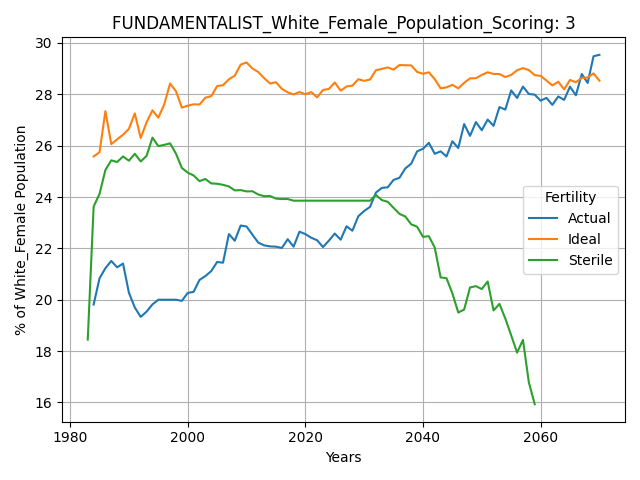 FUNDAMENTALIST_White_Female_Population_Scoring: 3
30
28
26
24
22
20
18
16
% of White_Female Population
Fertility
Actual
Ideal
Sterile
1980
2000
2020
2040
2060
Years